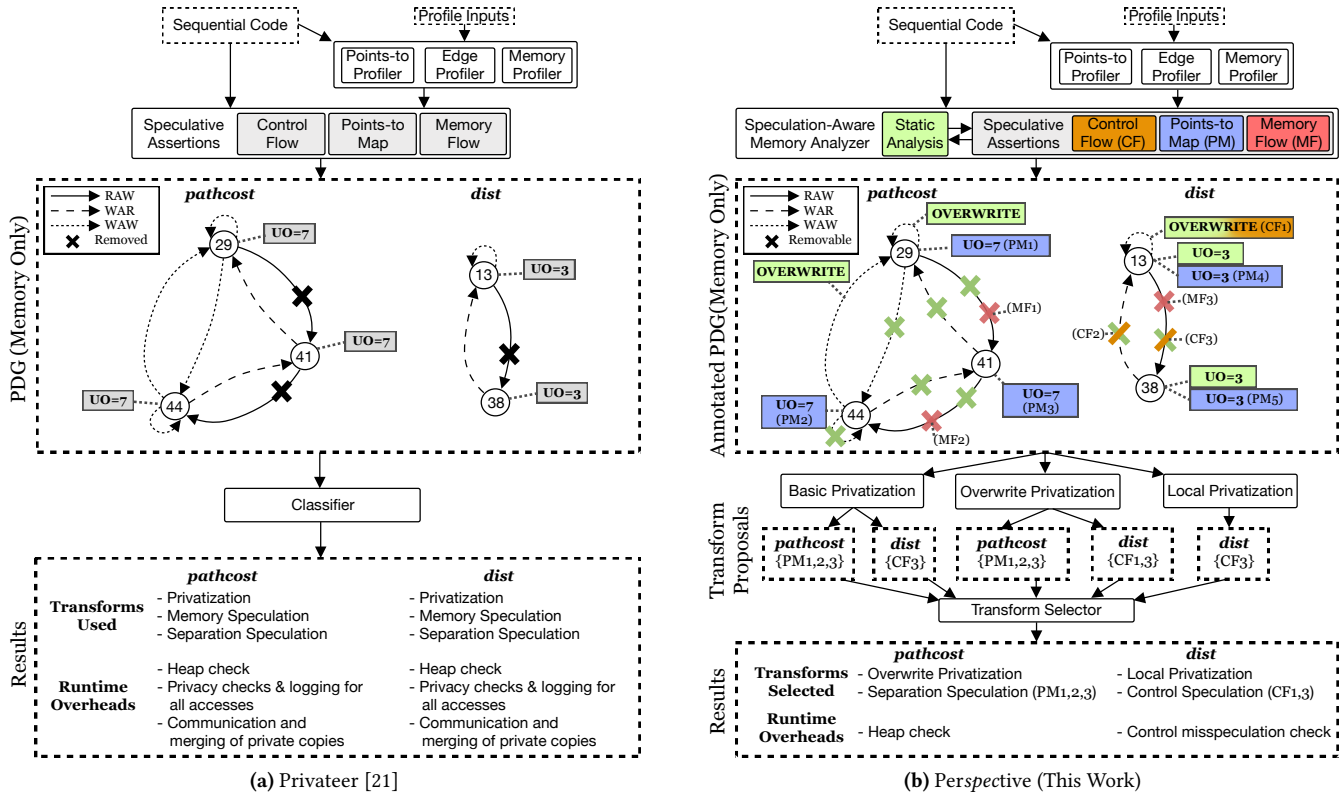 Sequential Code
Profile Inputs
Points-to Profiler
Edge Profiler
Memory Profiler
Speculative Assertions
Control Flow
Points-to Map
Memory Flow
PDG (Memory Only)
RAW
WAR
WAW
Removed
pathcost
dist
29
UO=7
13
UO=3
41
UO=7
44
UO=7
38
UO=3
Classifier
Results
pathcost
dist
Transforms Used
- Privatization
- Memory Speculation
- Separation Speculation
- Privatization
- Memory Speculation
- Separation Speculation
Runtime Overheads
- Heap check
- Privacy checks & logging for
all accesses
- Communication and
merging of private copies
- Heap check
- Privacy checks & logging for
all accesses
- Communication and
merging of private copies
(a) Privateer [21]
Sequential Code
Profile Inputs
Points-to Profiler
Edge Profiler
Memory Profiler
Speculation-Aware Memory Analyzer
Static Analysis
Speculative Assertions
Control Flow (CF)
Points-to Map (PM)
Memory Flow (MF)
Annotated PDG(Memory Only)
RAW
WAR
WAW
Removable
pathcost
dist
OVERWRITE
29
UO=7 (PM1)
OVERWRITE
(MF1)
41
UO=7
(PM3)
UO=7
(PM2)
44
(MF2)
OVERWRITE (CF1)
13
UO=3
UO=3 (PM4)
(MF3)
(CF2)
(CF3)
38
UO=3
UO=3 (PM5)
Transform Proposals
Basic Privatization
Overwrite Privatization
Local Privatization
pathcost
{PM1,2,3}
dist
{CF3}
pathcost
{PM1,2,3}
dist
{CF1,3}
dist
{CF3}
Transform Selector
Results
pathcost
dist
Transforms Selected
- Overwrite Privatization
- Separation Speculation (PM1,2,3)
- Local Privatization
- Control Speculation (CF1,3)
Runtime Overheads
- Heap check
- Control misspeculation check
(b) Perspective (This Work)